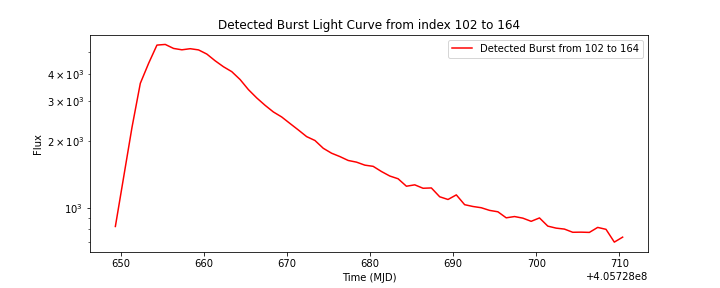 Detected Burst Light Curve from index 102 to 164
Detected Burst from 102 to 164
Flux
4 × 10³
3 × 10³
2 × 10³
10³
650 660 670 680 690 700 710
Time (MJD)
+4.05728e8